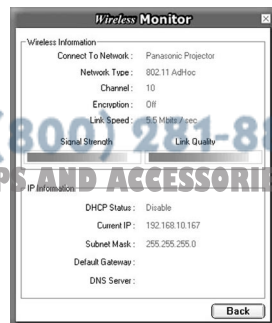 Wireless Monitor
Wireless Information
Connect To Network : Panasonic Projector
Network Type : 802.11 AdHoc
Channel : 10
Encryption : Off
Link Speed : 5.5 Mbits / sec
(800) 281-8
Signal Strength Link Quality
PS AND ACCESSORI
IP Information
DHCP Status : Disable
Current IP : 192.168.10.167
Subnet Mask : 255.255.255.0
Default Gateway :
DNS Server :
Back